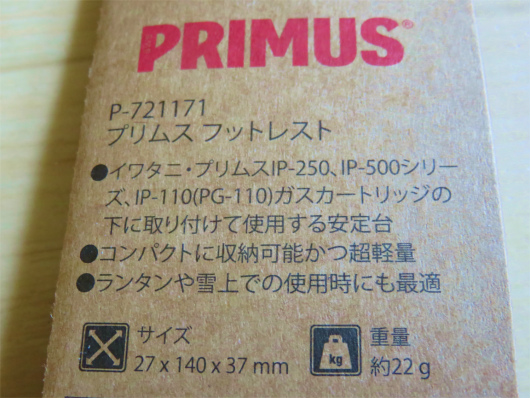 PRIMUS®
P-721171
プリムス フットレスト
●イワタニ・プリムスIP-250、IP-500シリー
ズ、IP-110(PG-110)ガスカートリッジの
下に取り付けて使用する安定台
●コンパクトに収納可能かつ超軽量
●ランタンや雪上での使用時にも最適
サイズ
27 x 140 x 37 mm
kg
重量
約22 g